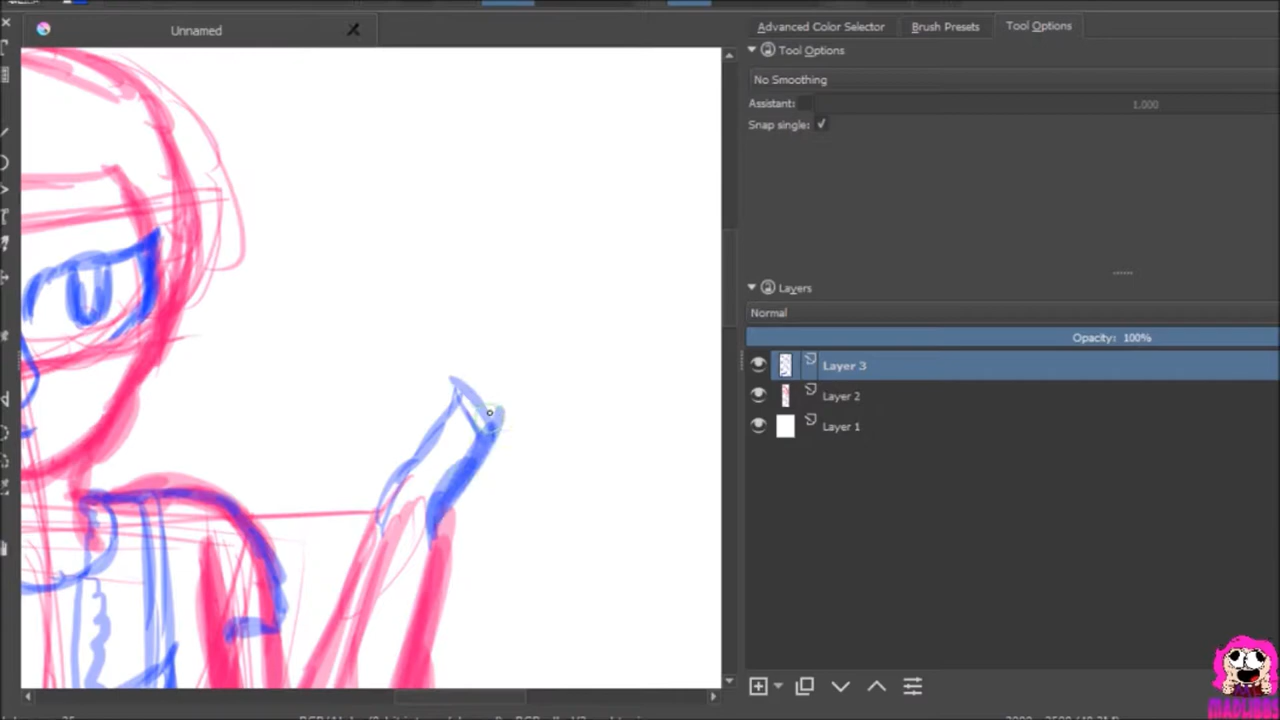 Unnamed
Advanced Color Selector
Brush Presets
Tool Options
Tool Options
No Smoothing
Assistant:
1.000
Snap single:
Layers
Normal
Opacity: 100%
Layer 3
Layer 2
Layer 1